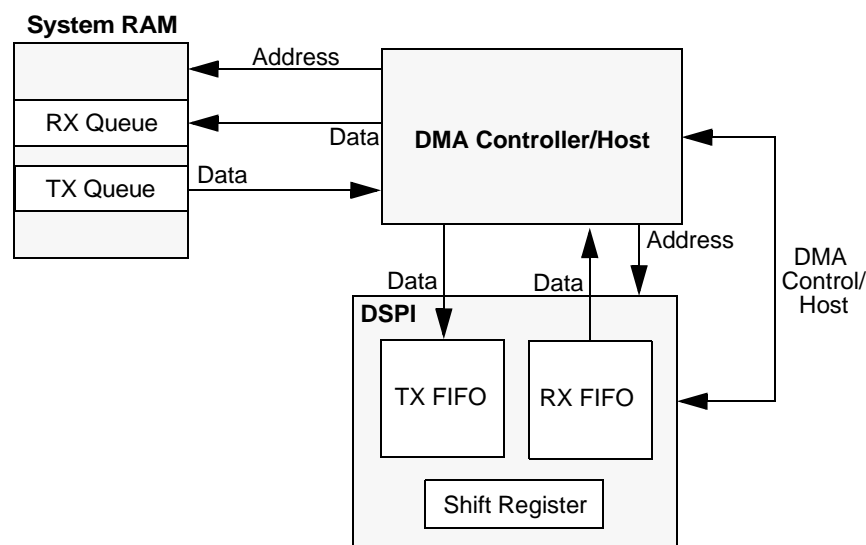 System RAM
Address
RX Queue
Data
DMA Controller/Host
TX Queue
Data
Address
Data
Data
DMA
Control/
Host
DSPI
TX FIFO
RX FIFO
Shift Register